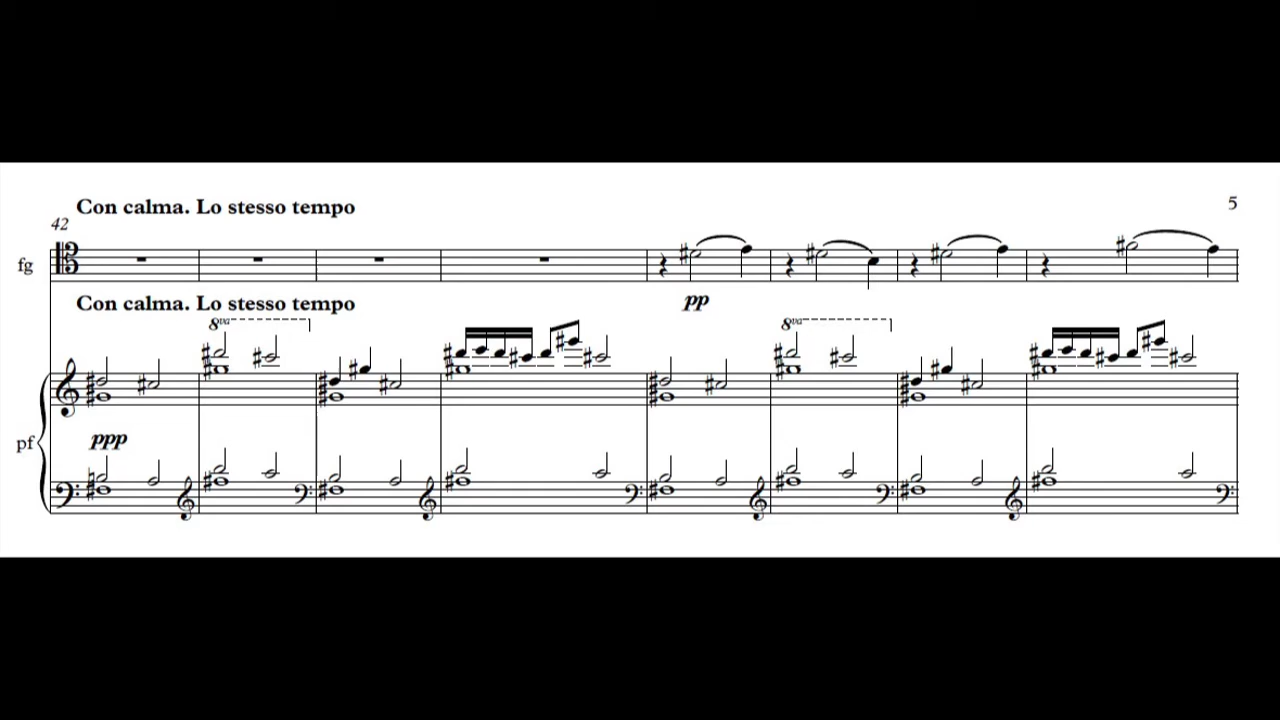 Con calma. Lo stesso tempo
5
42
fg
pp
Con calma. Lo stesso tempo
8va
8va
pf
ppp